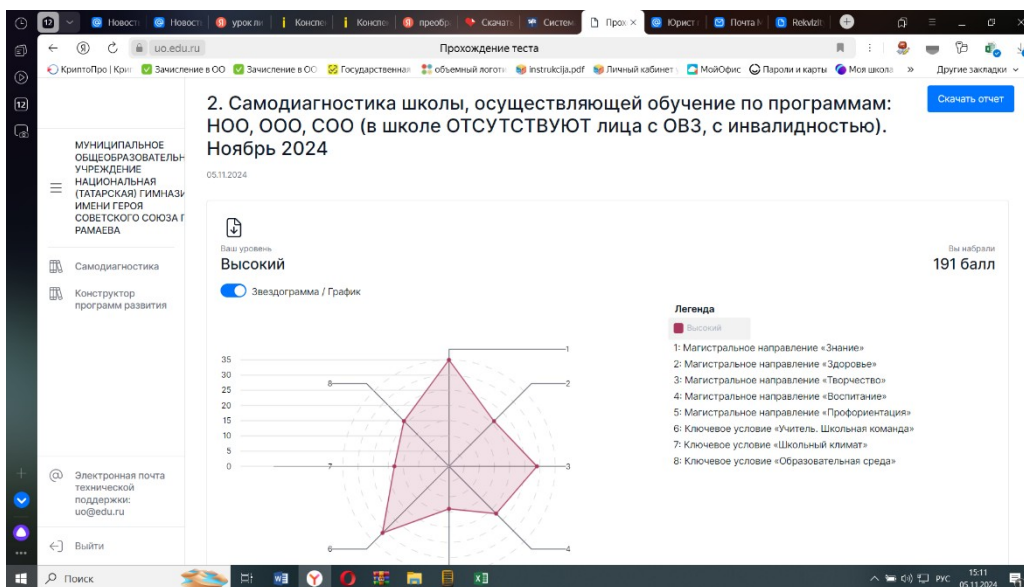 12
Новост
Новост
урок ли
Конспе
Конспе
преобр
Скачать
Систем
Прох
Юрист
Почта
Rekvizit
uo.edu.ru
Прохождение теста
КриптоПро | Крип
Зачисление в ОО
Зачисление в ОО
Государственная
объемный логоти
instrukcija.pdf
Личный кабинет
МойОфис
Пароли и карты
Моя школа
»
Другие закладки
12
2. Самодиагностика школы, осуществляющей обучение по программам:
НОО, ООО, СОО (в школе ОТСУТСТВУЮТ лица с ОВЗ, с инвалидностью).
Ноябрь 2024
Скачать отчет
05.11.2024
МУНИЦИПАЛЬНОЕ
ОБЩЕОБРАЗОВАТЕЛЬН
УЧРЕЖДЕНИЕ
НАЦИОНАЛЬНАЯ
(ТАТАРСКАЯ) ГИМНАЗИ
ИМЕНИ ГЕРОЯ
СОВЕТСКОГО СОЮЗА Г
РАМАЕВА
Самодиагностика
Конструктор
программ развития
Электронная почта
технической
поддержки:
uo@edu.ru
Выйти
Ваш уровень
Высокий
Вы набрали
191 балл
Звездограмма / График
35
30
25
20
15
10
5
0
1
2
3
4
6
7
8
Легенда
Высокий
1: Магистральное направление «Знание»
2: Магистральное направление «Здоровье»
3: Магистральное направление «Творчество»
4: Магистральное направление «Воспитание»
5: Магистральное направление «Профориентация»
6: Ключевое условие «Учитель. Школьная команда»
7: Ключевое условие «Школьный климат»
8: Ключевое условие «Образовательная среда»
Поиск
РУС
15:11
05.11.2024